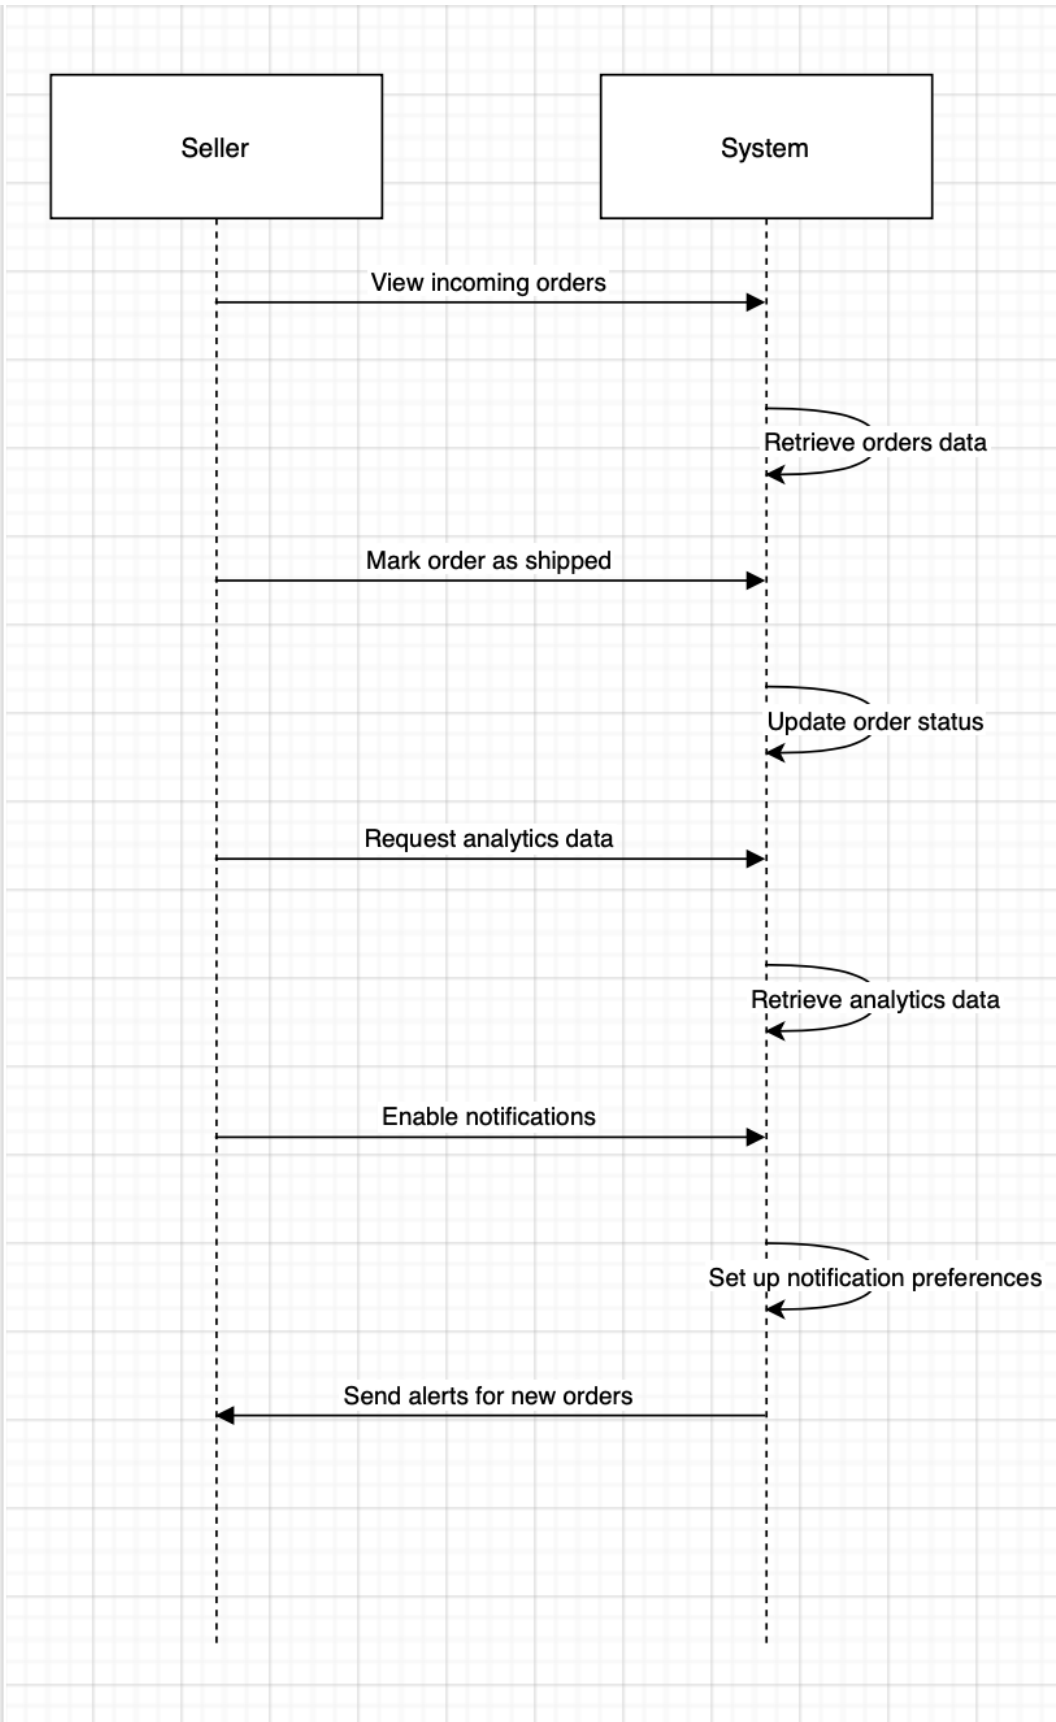 Seller
System
View incoming orders
Retrieve orders data
Mark order as shipped
Update order status
Request analytics data
Retrieve analytics data
Enable notifications
Set up notification preferences
Send alerts for new orders